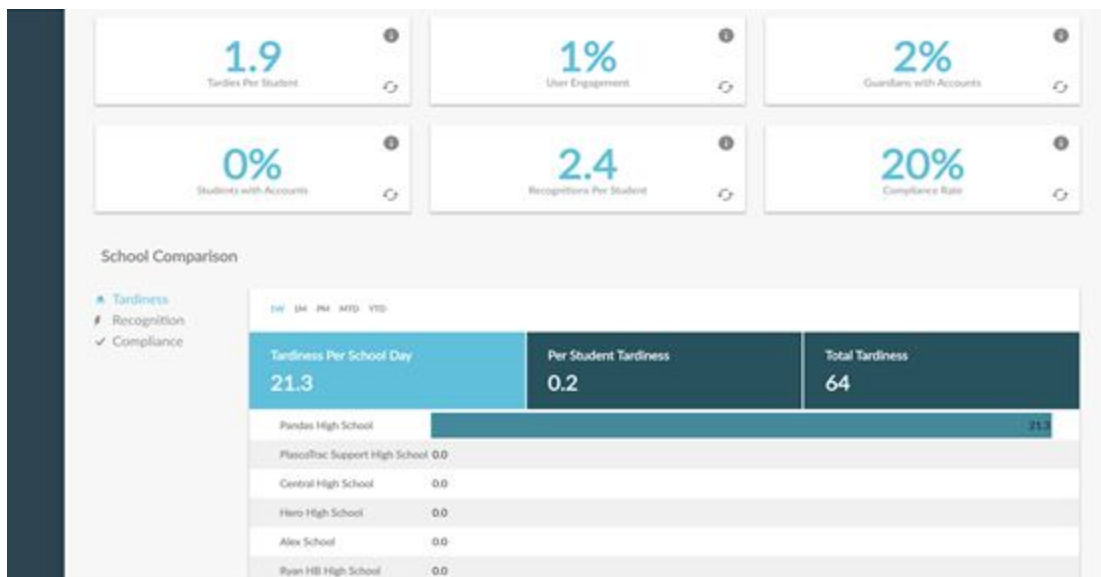 1.9
Tardies Per Student
1%
User Engagement
2%
Guardians with Accounts
0%
Students with Accounts
2.4
Recognitions Per Student
20%
Compliance Rate
School Comparison
Tardiness
Recognition
Compliance
1W 1M PM MTD YTD
Tardiness Per School Day
21.3
Per Student Tardiness
0.2
Total Tardiness
64
Pandas High School 21.3
PlascoTrac Support High School 0.0
Central High School 0.0
Hero High School 0.0
Alex School 0.0
Ryan Hill High School 0.0